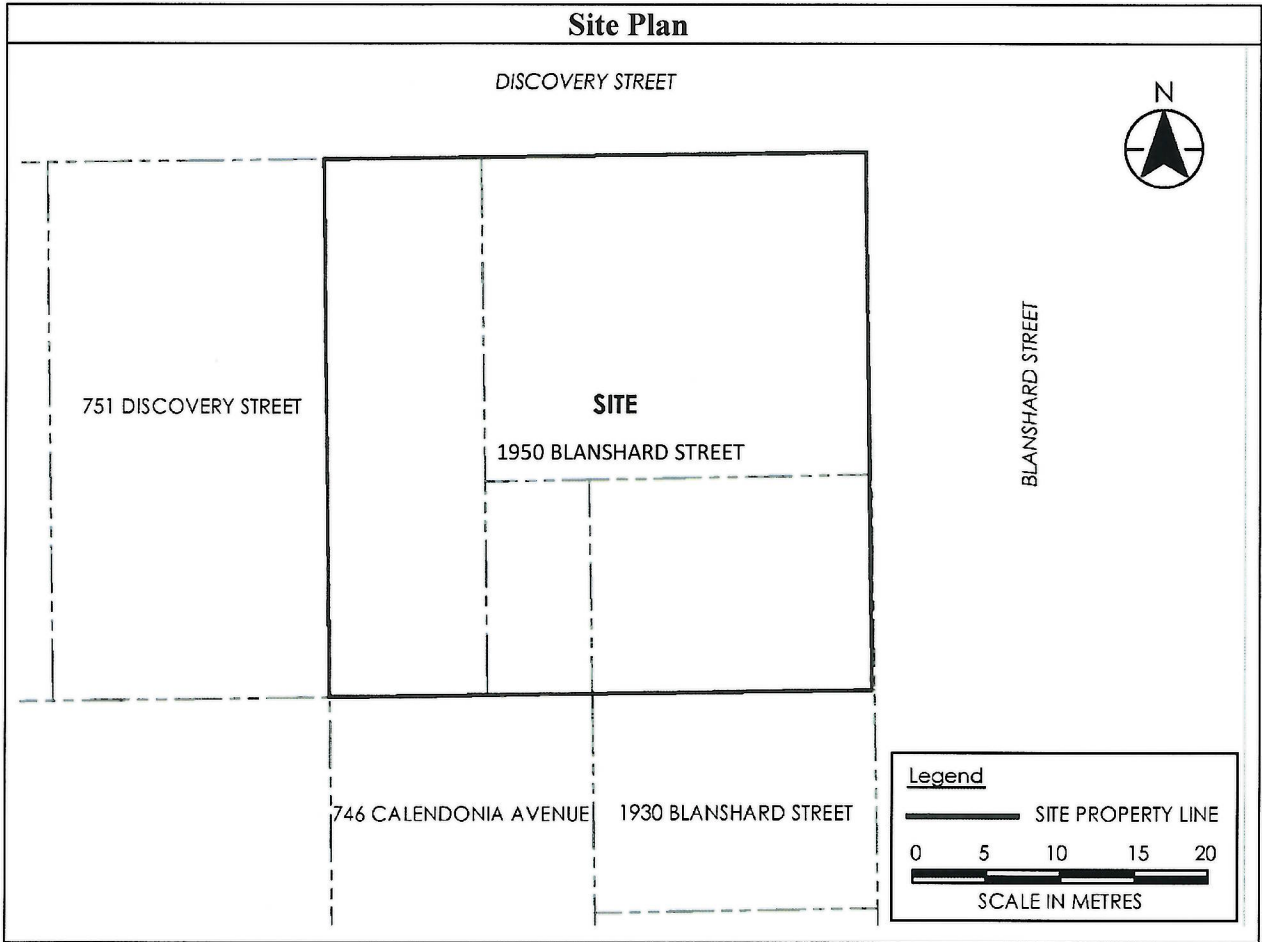 Site Plan
DISCOVERY STREET
N
BLANSHARD STREET
751 DISCOVERY STREET
SITE
1950 BLANSHARD STREET
746 CALENDONIA AVENUE
1930 BLANSHARD STREET
Legend
SITE PROPERTY LINE
0 5 10 15 20
SCALE IN METRES